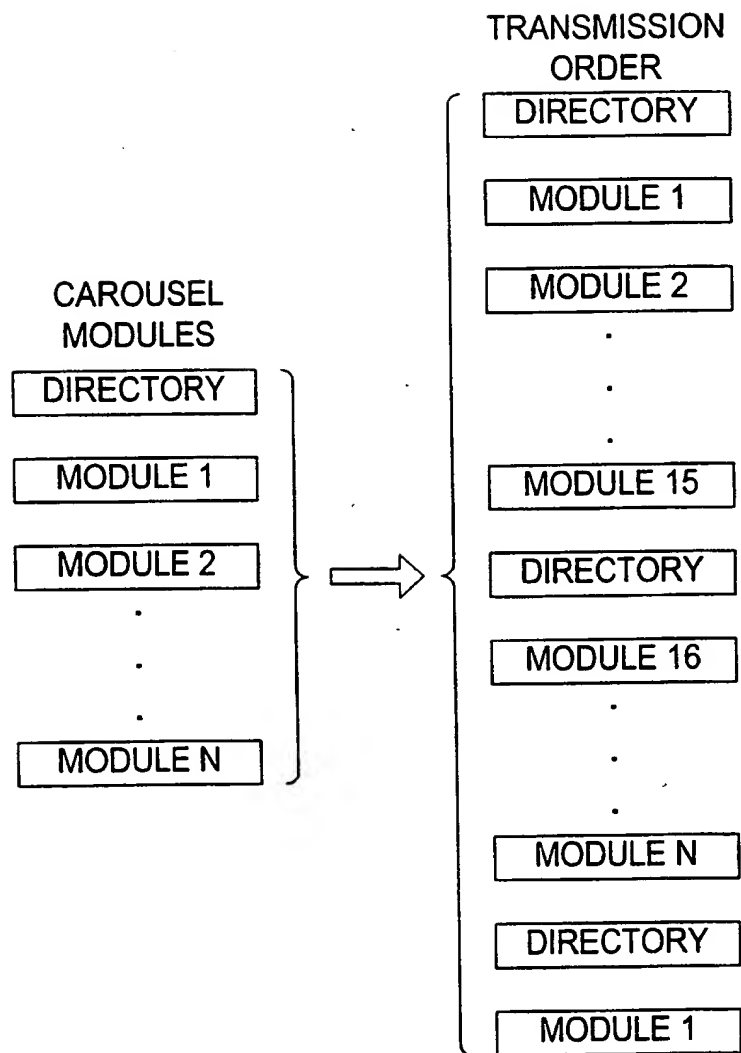 CAROUSEL
MODULES
DIRECTORY
MODULE 1
MODULE 2
.
.
.
MODULE N
TRANSMISSION
ORDER
DIRECTORY
MODULE 1
MODULE 2
.
.
.
MODULE 15
DIRECTORY
MODULE 16
.
.
.
MODULE N
DIRECTORY
MODULE 1